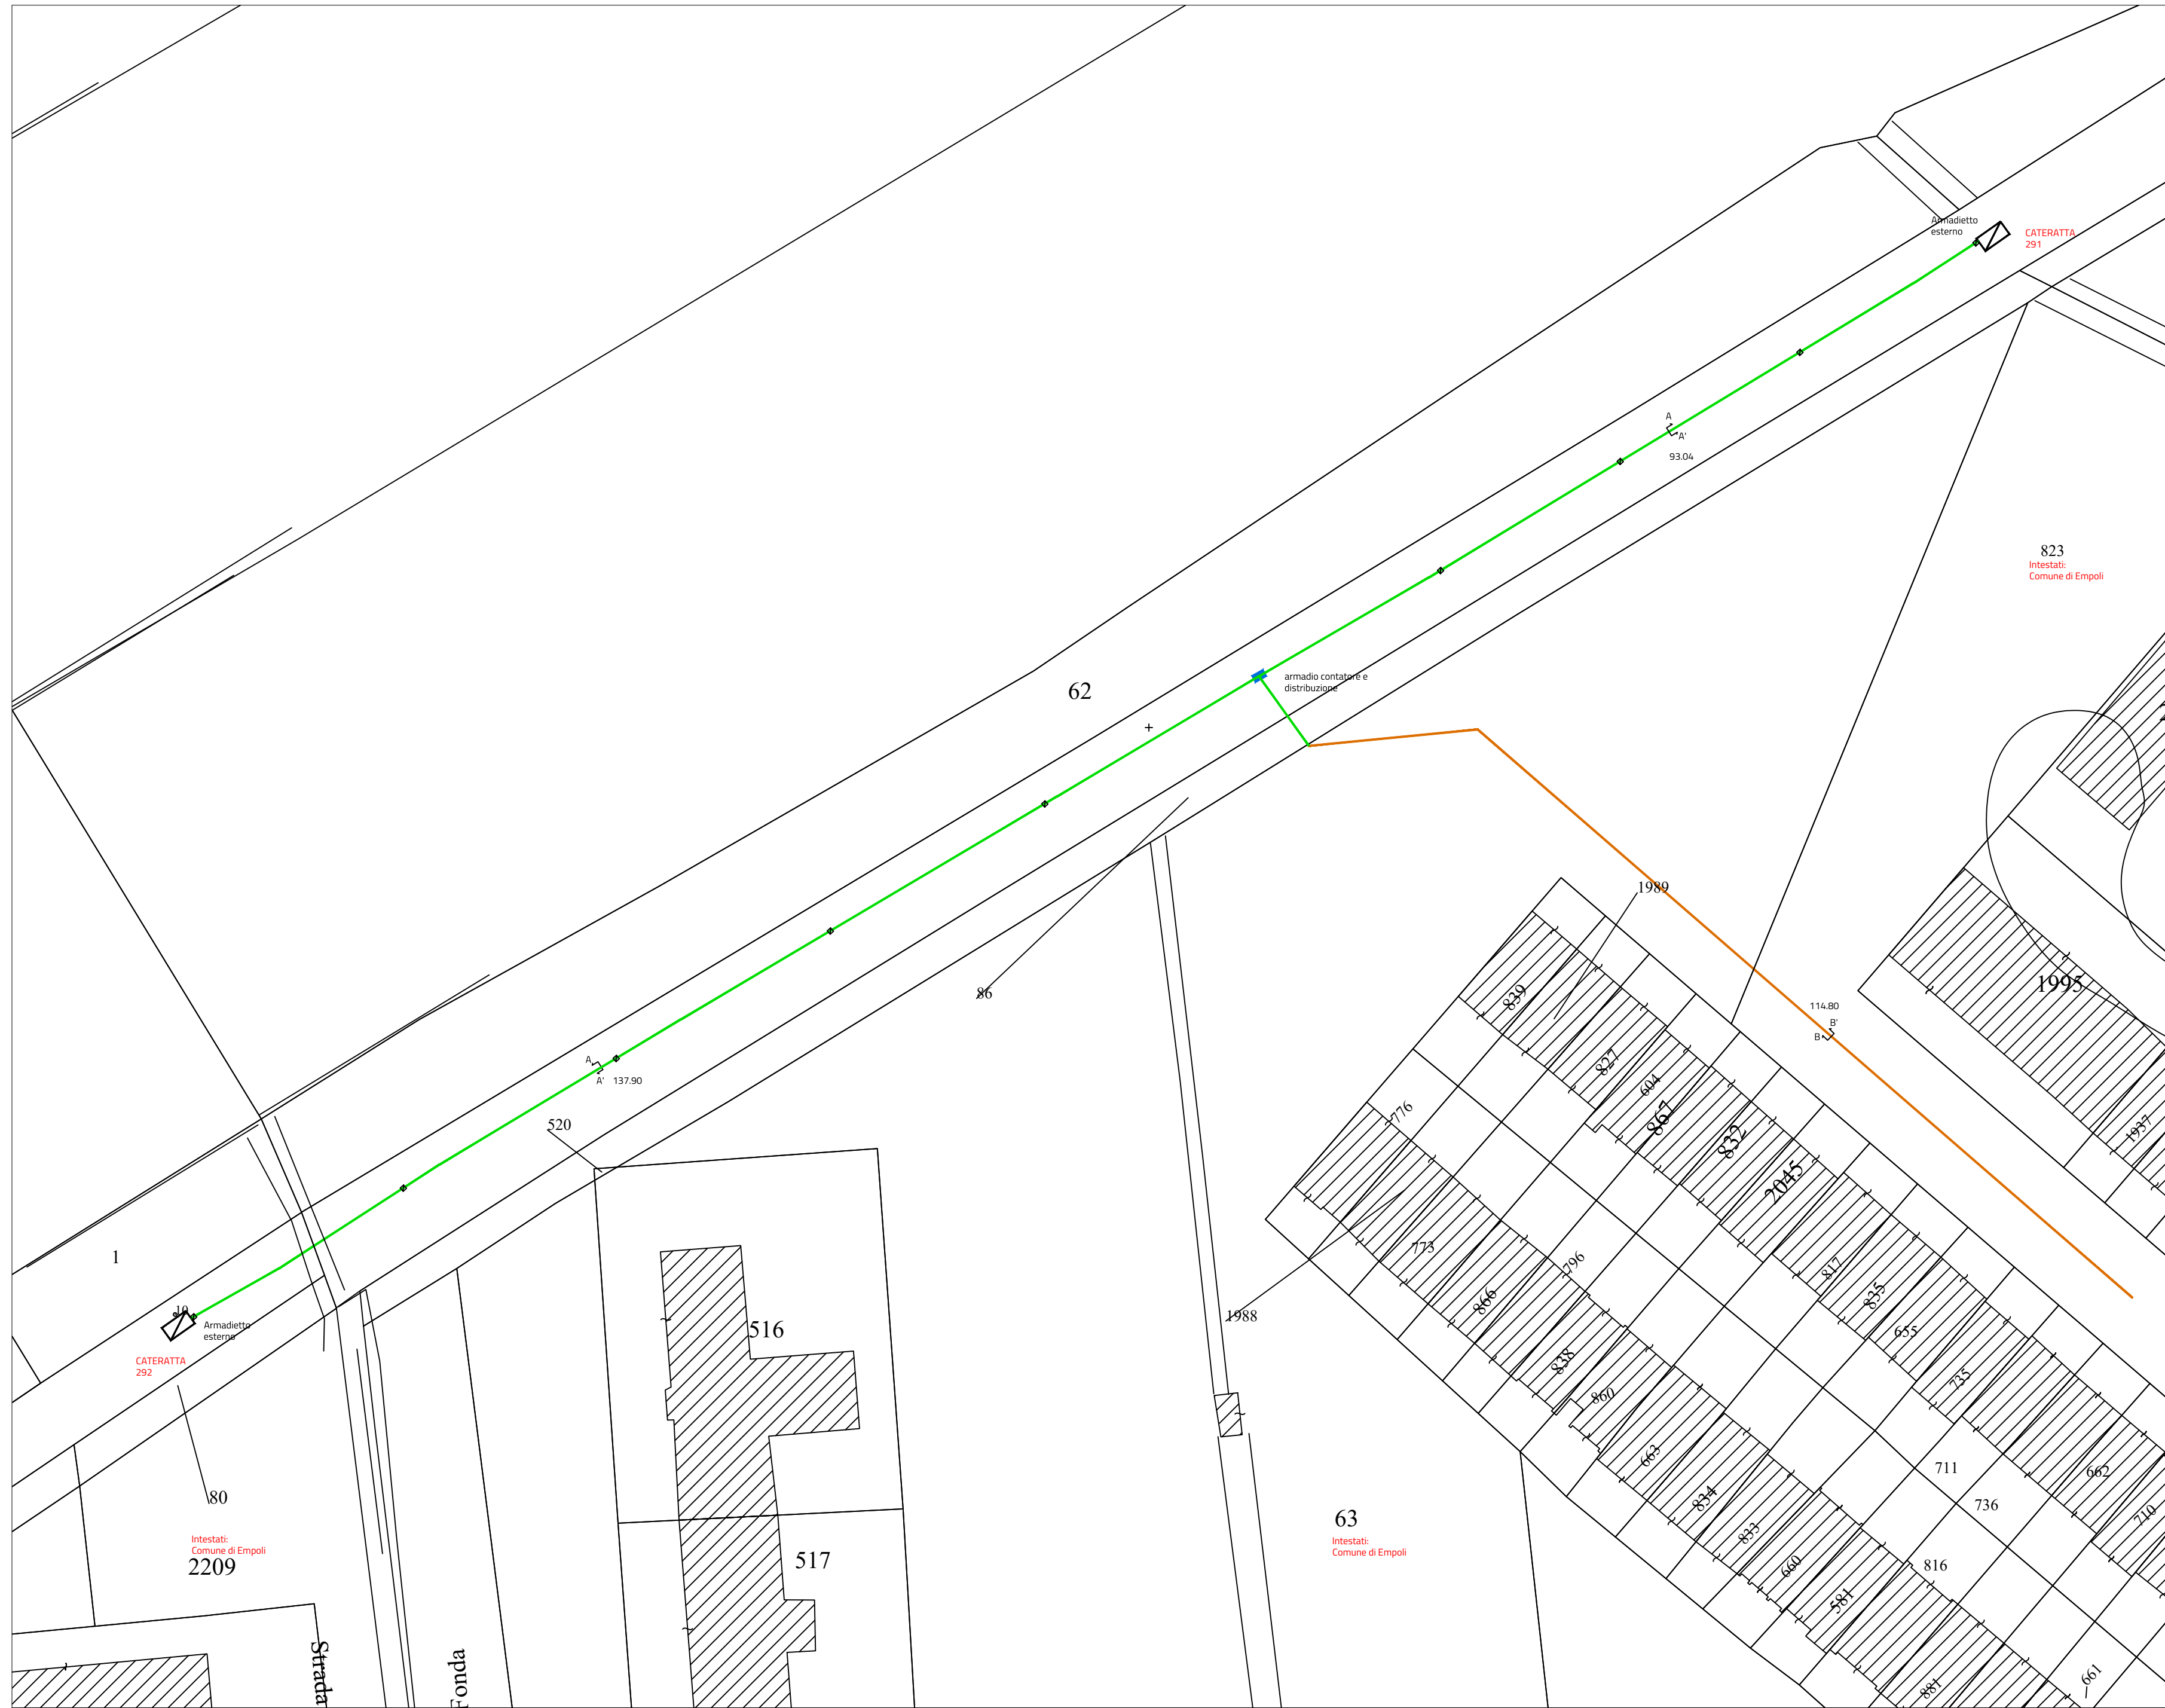 Armadietto
esterno
CATERATTA
291
A
A'
93.04
823
Intestati:
Comune di Empoli
62
armadio contatore e
distribuzione
1989
86
1995
839
114.80
B'
B
A
A'
137.90
827
604
867
832
2045
776
520
1937
1
773
796
817
835
866
10
Armadietto
esterno
516
1988
655
838
CATERATTA
292
735
860
663
711
662
80
834
736
63
710
833
Intestati:
Comune di Empoli
Intestati:
Comune di Empoli
2209
517
660
816
581
Strada
Fonda
661
881